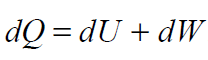 dQ = dU + dW